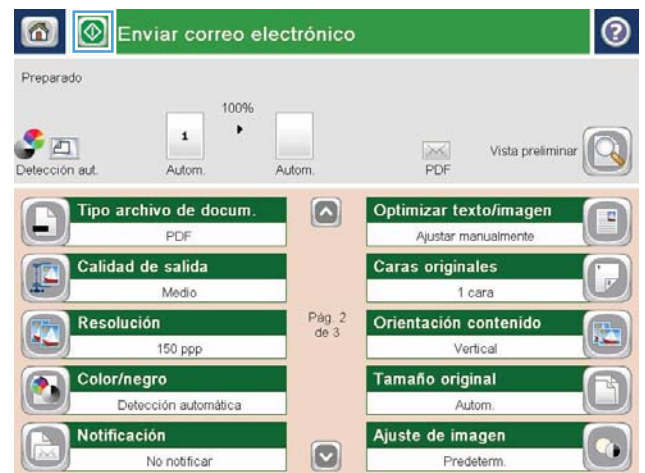 Enviar correo electrónico
?
Preparado
100%
1
Detección aut.
Autom.
Autom.
PDF
Vista preliminar
Tipo archivo de docum.
PDF
Calidad de salida
Medio
Resolución
150 ppp
Color/negro
Detección automática
Notificación
No notificar
Pág. 2
de 3
Optimizar texto/imagen
Ajustar manualmente
Caras originales
1 cara
Orientación contenido
Vertical
Tamaño original
Autom.
Ajuste de imagen
Predeterm.